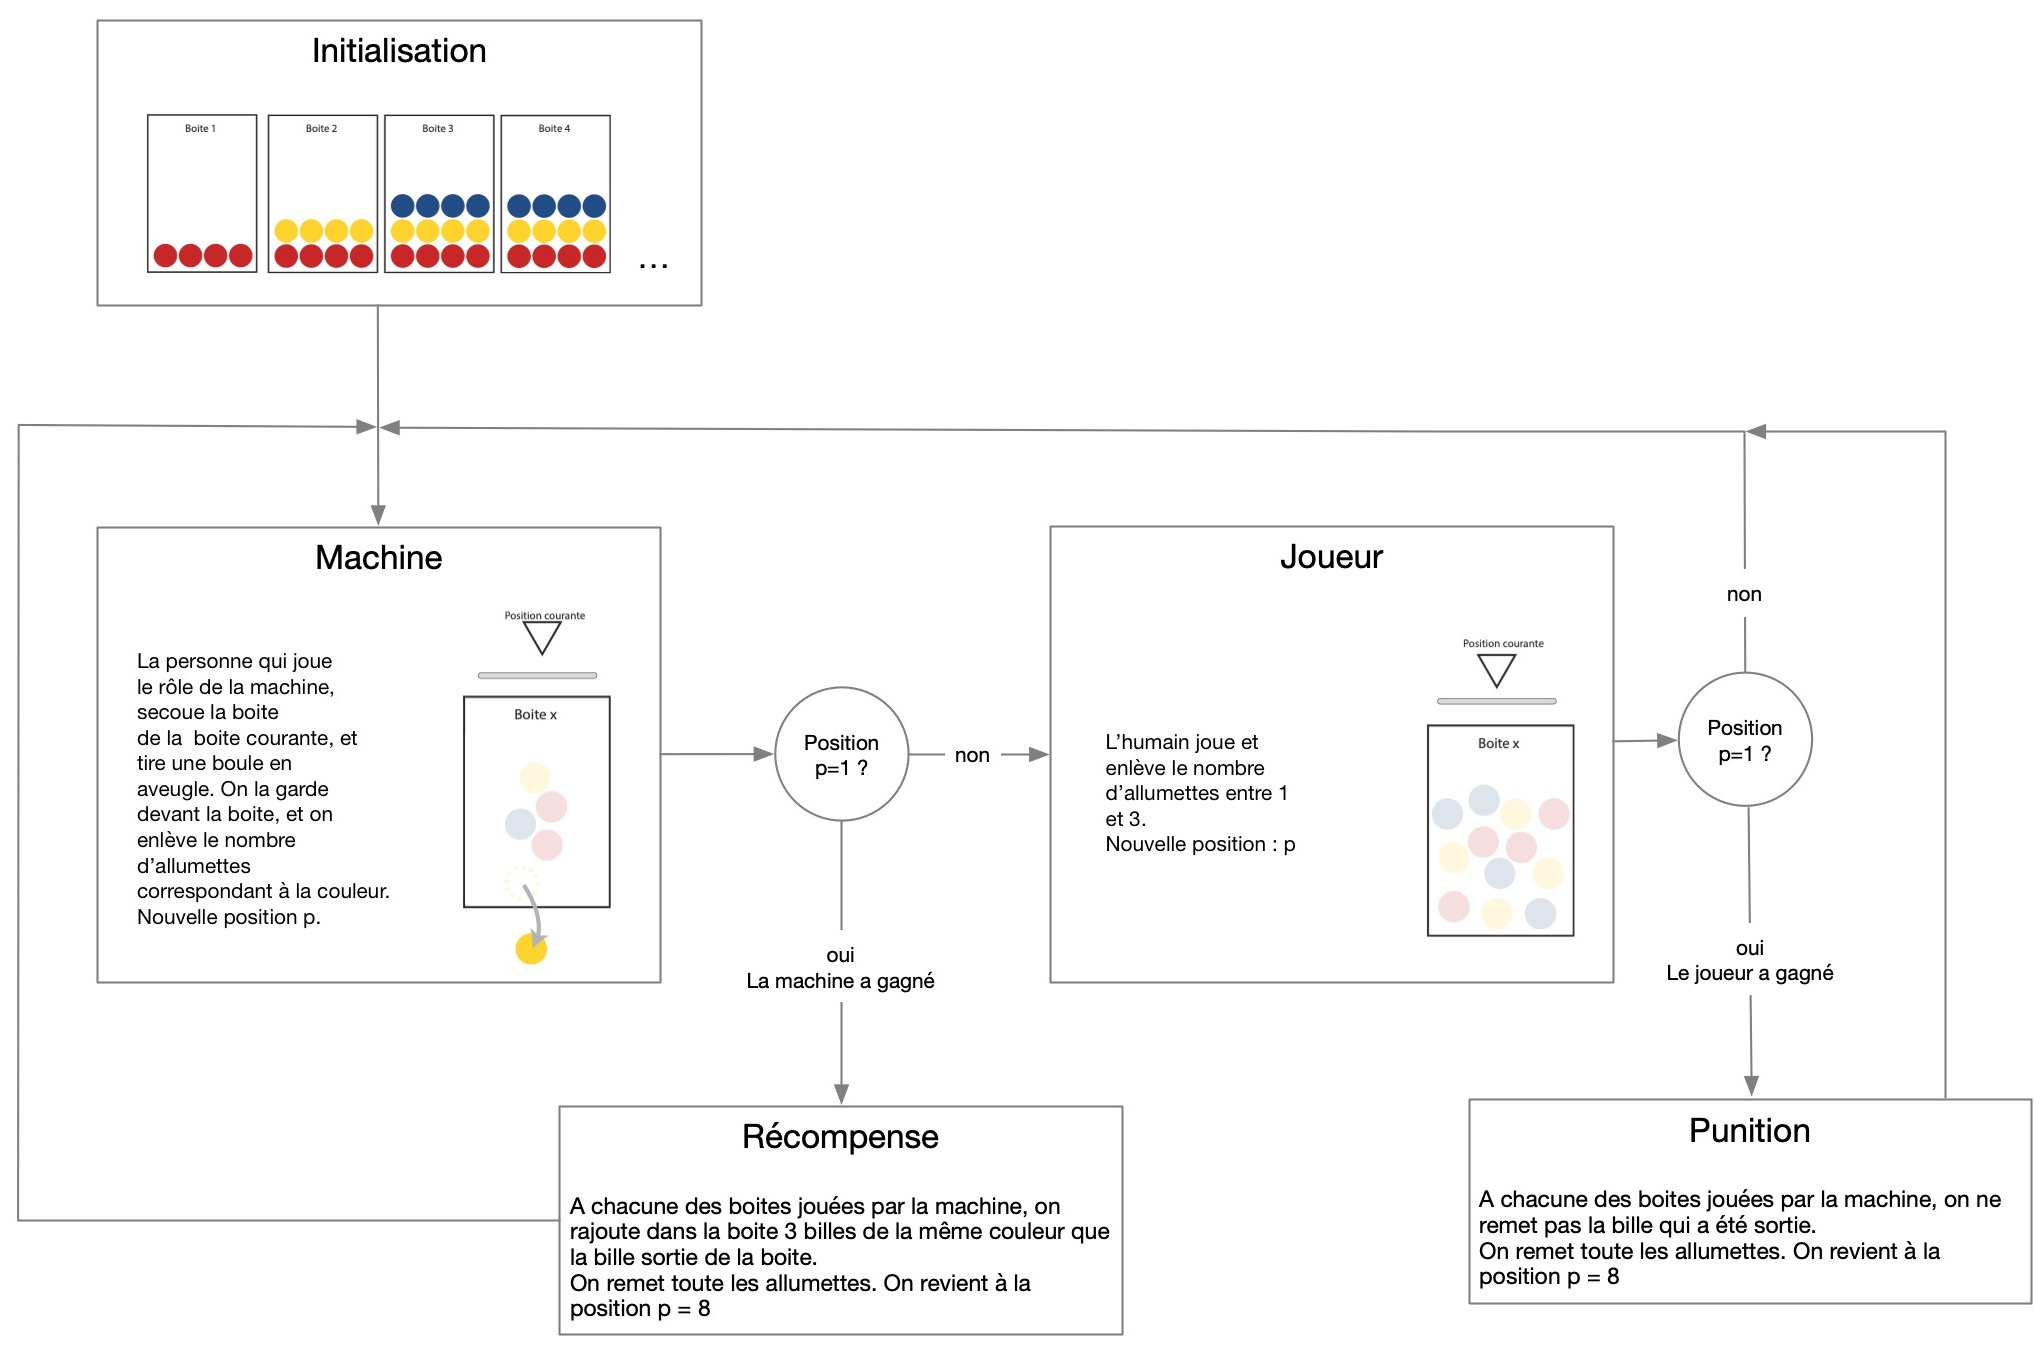 Initialisation
Boite 1
Boite 2
Boite 3
Boite 4
...
Machine
Position courante
La personne qui joue
le rôle de la machine,
secoue la boite
de la  boite courante, et
tire une boule en
aveugle. On la garde
devant la boite, et on
enlève le nombre
d'allumettes
correspondant à la couleur.
Nouvelle position p.
Boite x
Position
p=1 ?
non
oui
La machine a gagné
Joueur
Position courante
L'humain joue et
enlève le nombre
d'allumettes entre 1
et 3.
Nouvelle position : p
Boite x
non
Position
p=1 ?
oui
Le joueur a gagné
Récompense
A chacune des boites jouées par la machine, on
rajoute dans la boite 3 billes de la même couleur que
la bille sortie de la boite.
On remet toute les allumettes. On revient à la
position p = 8
Punition
A chacune des boites jouées par la machine, on ne
remet pas la bille qui a été sortie.
On remet toute les allumettes. On revient à la
position p = 8